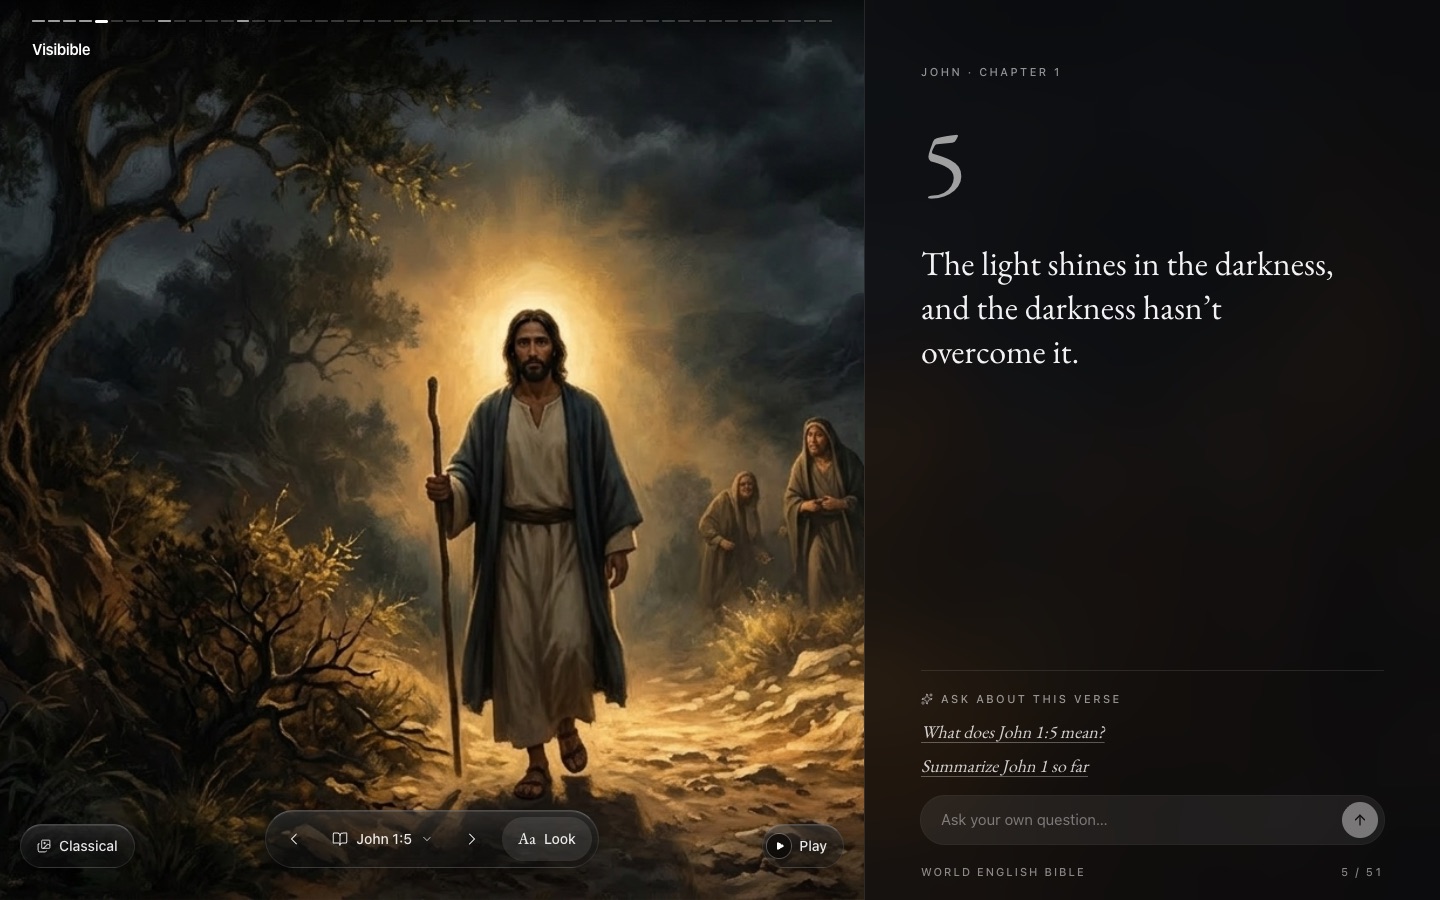 Visibible
JOHN · CHAPTER 1
5
The light shines in the darkness,
and the darkness hasn’t
overcome it.
ASK ABOUT THIS VERSE
What does John 1:5 mean?
Summarize John 1 so far
Ask your own question...
Classical
John 1:5
Aa Look
Play
WORLD ENGLISH BIBLE
5 / 51